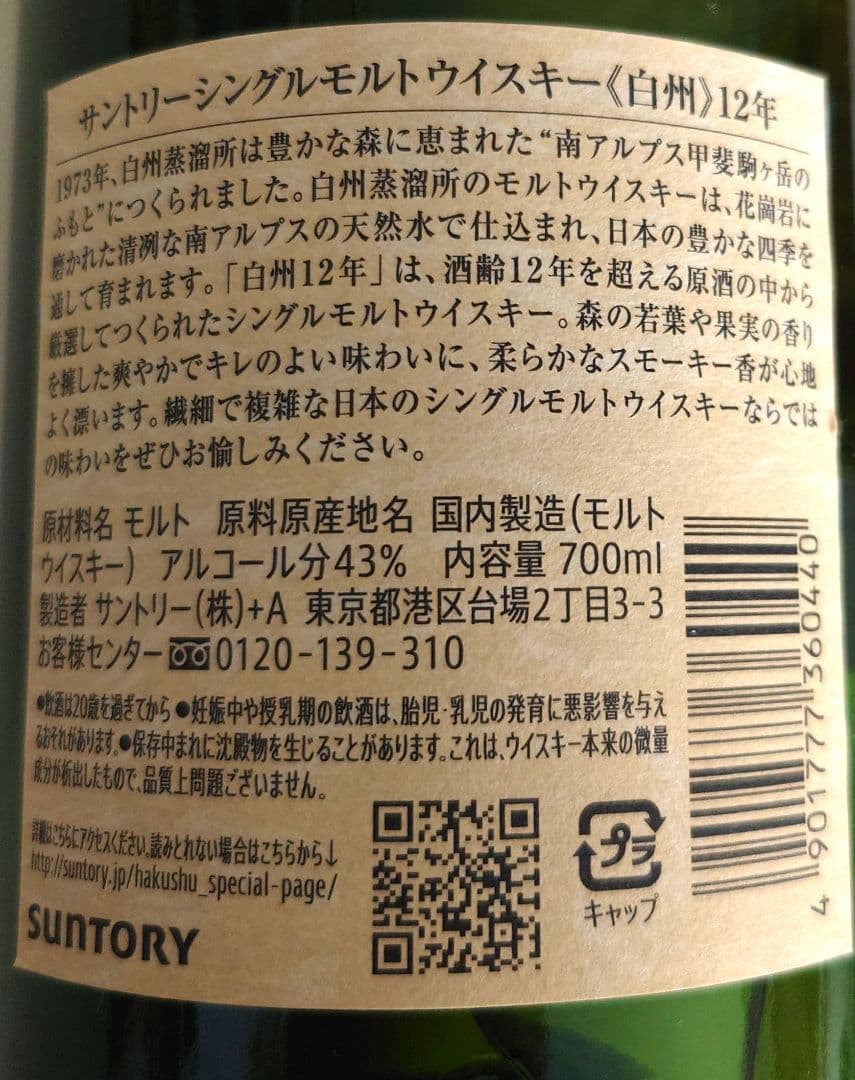 サントリーシングルモルトウイスキー《白州》12年
1973年、白州蒸溜所は豊かな森に恵まれた“南アルプス甲斐駒ヶ岳の
ふもと”につくられました。白州蒸溜所のモルトウイスキーは、花崗岩に
磨かれた清冽な南アルプスの天然水で仕込まれ、日本の豊かな四季を
通して育まれます。「白州12年」は、酒齢12年を超える原酒の中から
厳選してつくられたシングルモルトウイスキー。森の若葉や果実の香り
を擁した爽やかでキレのよい味わいに、柔らかなスモーキー香が心地
よく漂います。繊細で複雑な日本のシングルモルトウイスキーならでは
の味わいをぜひお愉しみください。
原材料名 モルト 原料原産地名 国内製造(モルト
ウイスキー) アルコール分43% 内容量 700ml
製造者 サントリー(株)+A 東京都港区台場2丁目3-3
お客様センター 0120-139-310
●飲酒は20歳を過ぎてから ●妊娠中や授乳期の飲酒は、胎児・乳児の発育に悪影響を与え
るおそれがあります。●保存中まれに沈殿物を生じることがあります。これは、ウイスキー本来の微量
成分が析出したもので、品質上問題ございません。
詳細はこちらにアクセスください。読みとれない場合はこちらから↓
http://suntory.jp/hakushu_special-page/
SUNTORY
プラ
キャップ
4 901777 360440